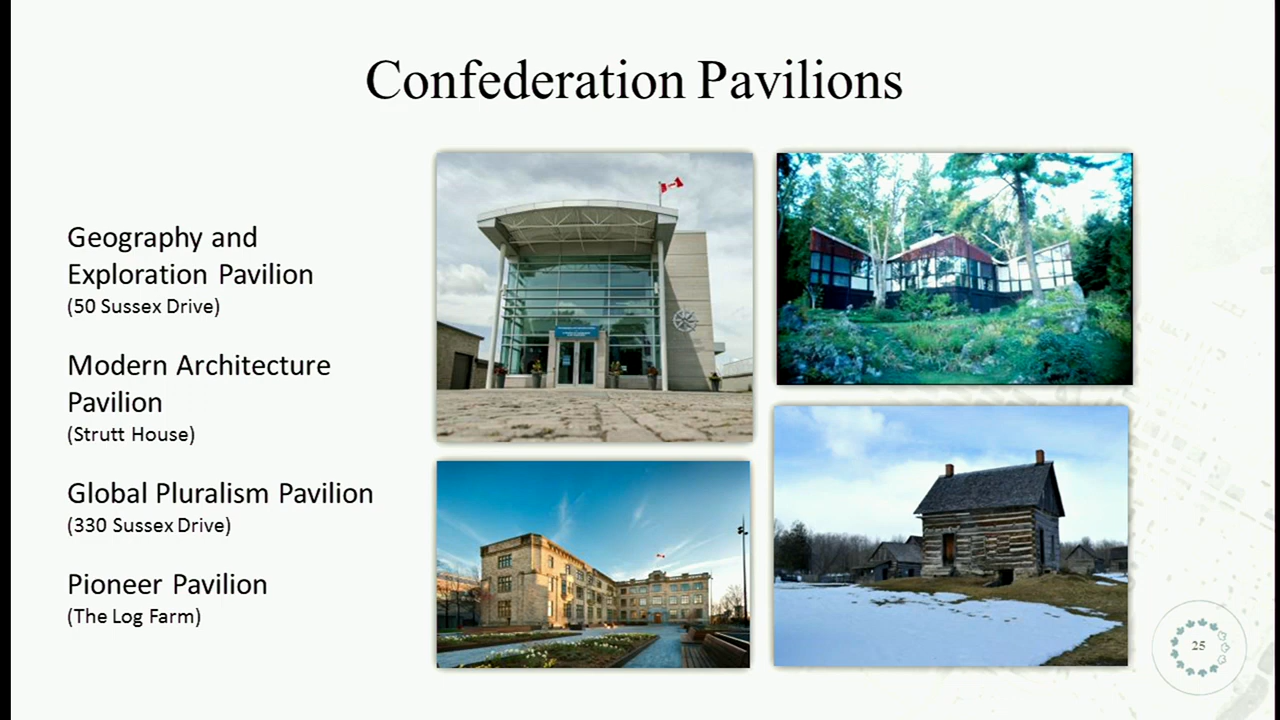 Confederation Pavilions
Geography and
Exploration Pavilion
(50 Sussex Drive)
Modern Architecture
Pavilion
(Strutt House)
Global Pluralism Pavilion
(330 Sussex Drive)
Pioneer Pavilion
(The Log Farm)
25